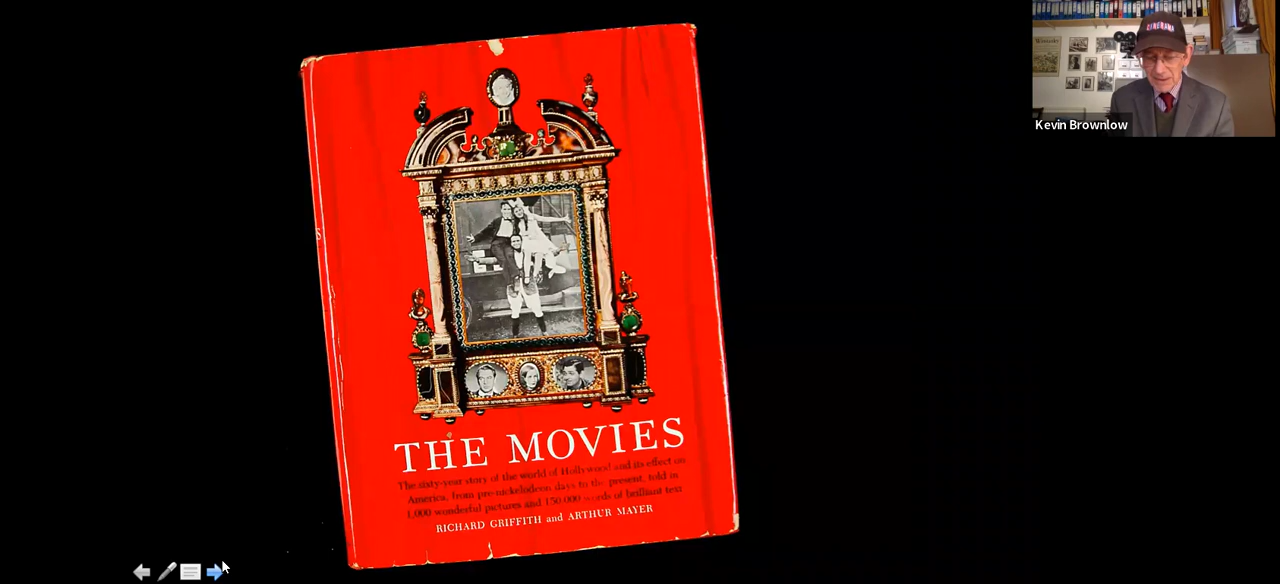 CINERAMA
Kevin Brownlow
THE MOVIES
The sixty-year story of the world of Hollywood and its effect on
America, from pre-nickelodeon days to the present, told in
1,000 wonderful pictures and 150,000 words of brilliant text
RICHARD GRIFFITH and ARTHUR MAYER